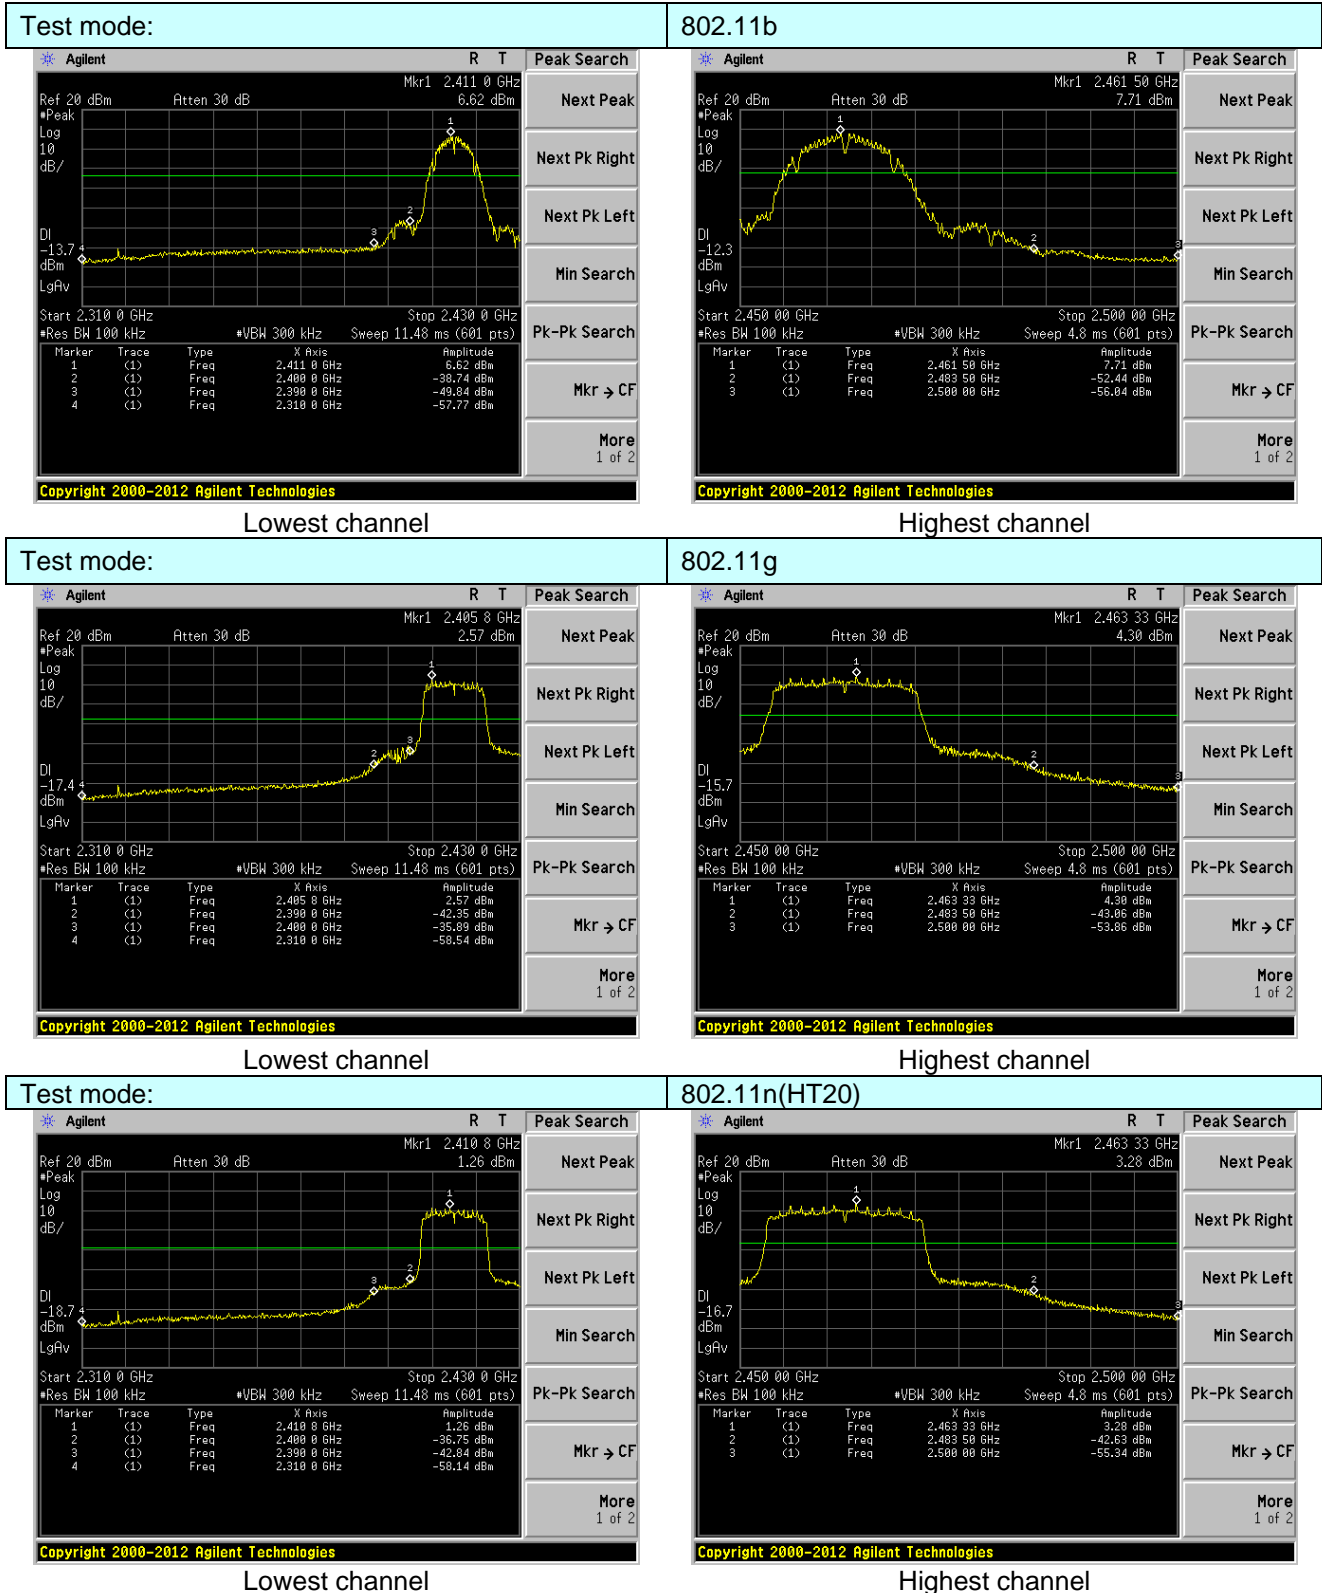 Test mode: 802.11b
Agilent R T Peak Search
Mkr1 2.411 0 GHz
Ref 20 dBm Atten 30 dB 6.62 dBm
#Peak
Log
10
dB/
1
2
3
4
DI
-13.7
dBm
LgAv
Start 2.310 0 GHz Stop 2.430 0 GHz
#Res BW 100 kHz #VBW 300 kHz Sweep 11.48 ms (601 pts)
Marker Trace Type X Axis Amplitude
1 (1) Freq 2.411 0 GHz 6.62 dBm
2 (1) Freq 2.400 0 GHz -38.74 dBm
3 (1) Freq 2.390 0 GHz -49.84 dBm
4 (1) Freq 2.310 0 GHz -57.77 dBm
Next Peak
Next Pk Right
Next Pk Left
Min Search
Pk-Pk Search
Mkr → CF
More
1 of 2
Copyright 2000-2012 Agilent Technologies
Lowest channel
Agilent R T Peak Search
Mkr1 2.461 50 GHz
Ref 20 dBm Atten 30 dB 7.71 dBm
#Peak
Log
10
dB/
1
2
3
DI
-12.3
dBm
LgAv
Start 2.450 00 GHz Stop 2.500 00 GHz
#Res BW 100 kHz #VBW 300 kHz Sweep 4.8 ms (601 pts)
Marker Trace Type X Axis Amplitude
1 (1) Freq 2.461 50 GHz 7.71 dBm
2 (1) Freq 2.483 50 GHz -52.44 dBm
3 (1) Freq 2.500 00 GHz -56.04 dBm
Next Peak
Next Pk Right
Next Pk Left
Min Search
Pk-Pk Search
Mkr → CF
More
1 of 2
Copyright 2000-2012 Agilent Technologies
Highest channel
Test mode: 802.11g
Agilent R T Peak Search
Mkr1 2.405 8 GHz
Ref 20 dBm Atten 30 dB 2.57 dBm
#Peak
Log
10
dB/
1
2
3
4
DI
-17.4
dBm
LgAv
Start 2.310 0 GHz Stop 2.430 0 GHz
#Res BW 100 kHz #VBW 300 kHz Sweep 11.48 ms (601 pts)
Marker Trace Type X Axis Amplitude
1 (1) Freq 2.405 8 GHz 2.57 dBm
2 (1) Freq 2.390 0 GHz -42.35 dBm
3 (1) Freq 2.400 0 GHz -35.89 dBm
4 (1) Freq 2.310 0 GHz -58.54 dBm
Next Peak
Next Pk Right
Next Pk Left
Min Search
Pk-Pk Search
Mkr → CF
More
1 of 2
Copyright 2000-2012 Agilent Technologies
Lowest channel
Agilent R T Peak Search
Mkr1 2.463 33 GHz
Ref 20 dBm Atten 30 dB 4.30 dBm
#Peak
Log
10
dB/
1
2
3
DI
-15.7
dBm
LgAv
Start 2.450 00 GHz Stop 2.500 00 GHz
#Res BW 100 kHz #VBW 300 kHz Sweep 4.8 ms (601 pts)
Marker Trace Type X Axis Amplitude
1 (1) Freq 2.463 33 GHz 4.30 dBm
2 (1) Freq 2.483 50 GHz -43.06 dBm
3 (1) Freq 2.500 00 GHz -53.86 dBm
Next Peak
Next Pk Right
Next Pk Left
Min Search
Pk-Pk Search
Mkr → CF
More
1 of 2
Copyright 2000-2012 Agilent Technologies
Highest channel
Test mode: 802.11n(HT20)
Agilent R T Peak Search
Mkr1 2.410 8 GHz
Ref 20 dBm Atten 30 dB 1.26 dBm
#Peak
Log
10
dB/
1
2
3
4
DI
-18.7
dBm
LgAv
Start 2.310 0 GHz Stop 2.430 0 GHz
#Res BW 100 kHz #VBW 300 kHz Sweep 11.48 ms (601 pts)
Marker Trace Type X Axis Amplitude
1 (1) Freq 2.410 8 GHz 1.26 dBm
2 (1) Freq 2.400 0 GHz -36.75 dBm
3 (1) Freq 2.390 0 GHz -42.84 dBm
4 (1) Freq 2.310 0 GHz -58.14 dBm
Next Peak
Next Pk Right
Next Pk Left
Min Search
Pk-Pk Search
Mkr → CF
More
1 of 2
Copyright 2000-2012 Agilent Technologies
Lowest channel
Agilent R T Peak Search
Mkr1 2.463 33 GHz
Ref 20 dBm Atten 30 dB 3.28 dBm
#Peak
Log
10
dB/
1
2
3
DI
-16.7
dBm
LgAv
Start 2.450 00 GHz Stop 2.500 00 GHz
#Res BW 100 kHz #VBW 300 kHz Sweep 4.8 ms (601 pts)
Marker Trace Type X Axis Amplitude
1 (1) Freq 2.463 33 GHz 3.28 dBm
2 (1) Freq 2.483 50 GHz -42.63 dBm
3 (1) Freq 2.500 00 GHz -55.34 dBm
Next Peak
Next Pk Right
Next Pk Left
Min Search
Pk-Pk Search
Mkr → CF
More
1 of 2
Copyright 2000-2012 Agilent Technologies
Highest channel